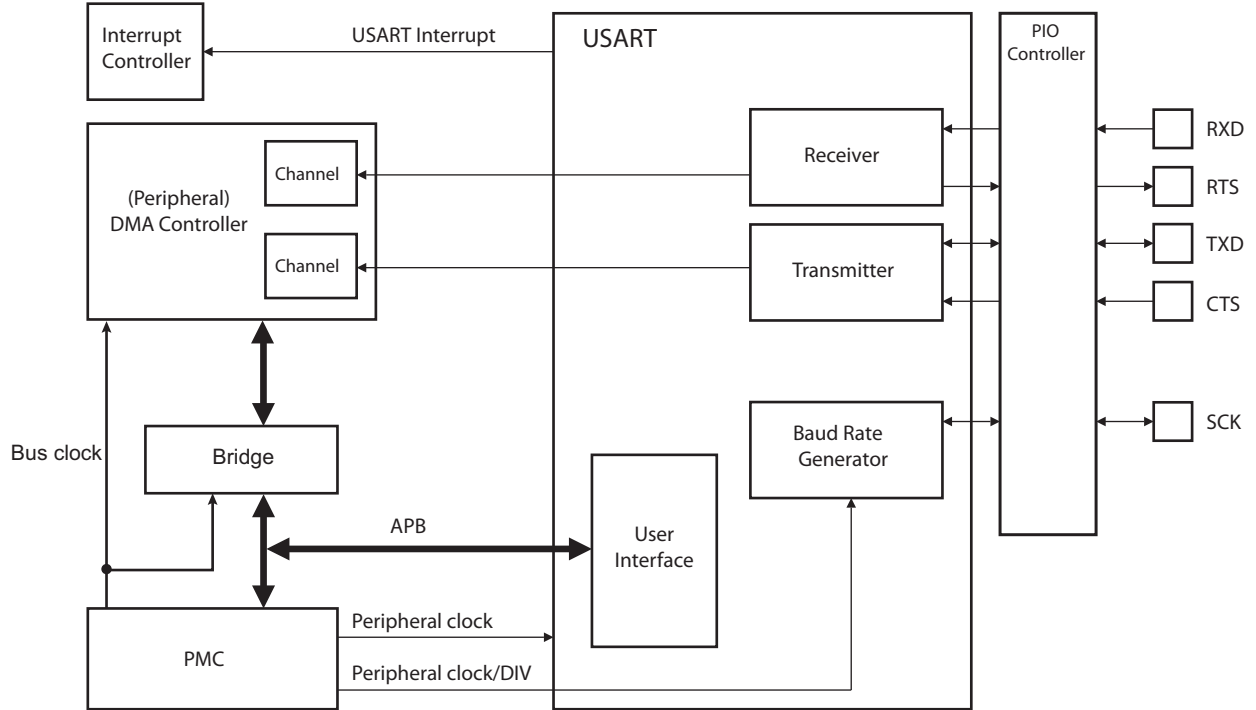 Interrupt
Controller
USART Interrupt
USART
PIO
Controller
(Peripheral)
DMA Controller
Channel
Channel
Receiver
Transmitter
RXD
RTS
TXD
CTS
SCK
Baud Rate
Generator
Bus clock
Bridge
APB
User
Interface
PMC
Peripheral clock
Peripheral clock/DIV